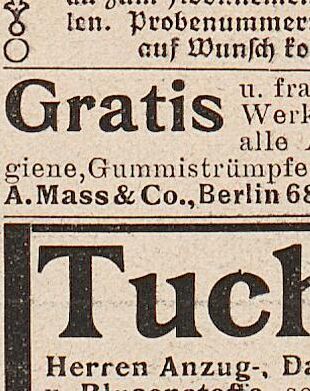 len. Probenummer
auf Wunsch ko
Gratis u. fra
Werk
alle
giene, Gummistrümpfe
A. Mass & Co., Berlin 68
Tuch
Herren Anzug-, Da